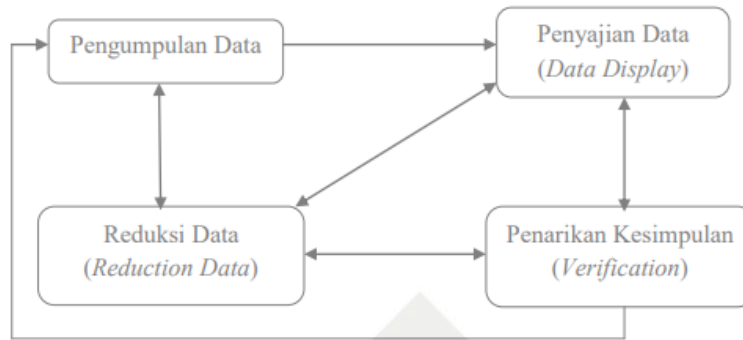 Pengumpulan Data
Penyajian Data
(Data Display)
Reduksi Data
(Reduction Data)
Penarikan Kesimpulan
(Verification)